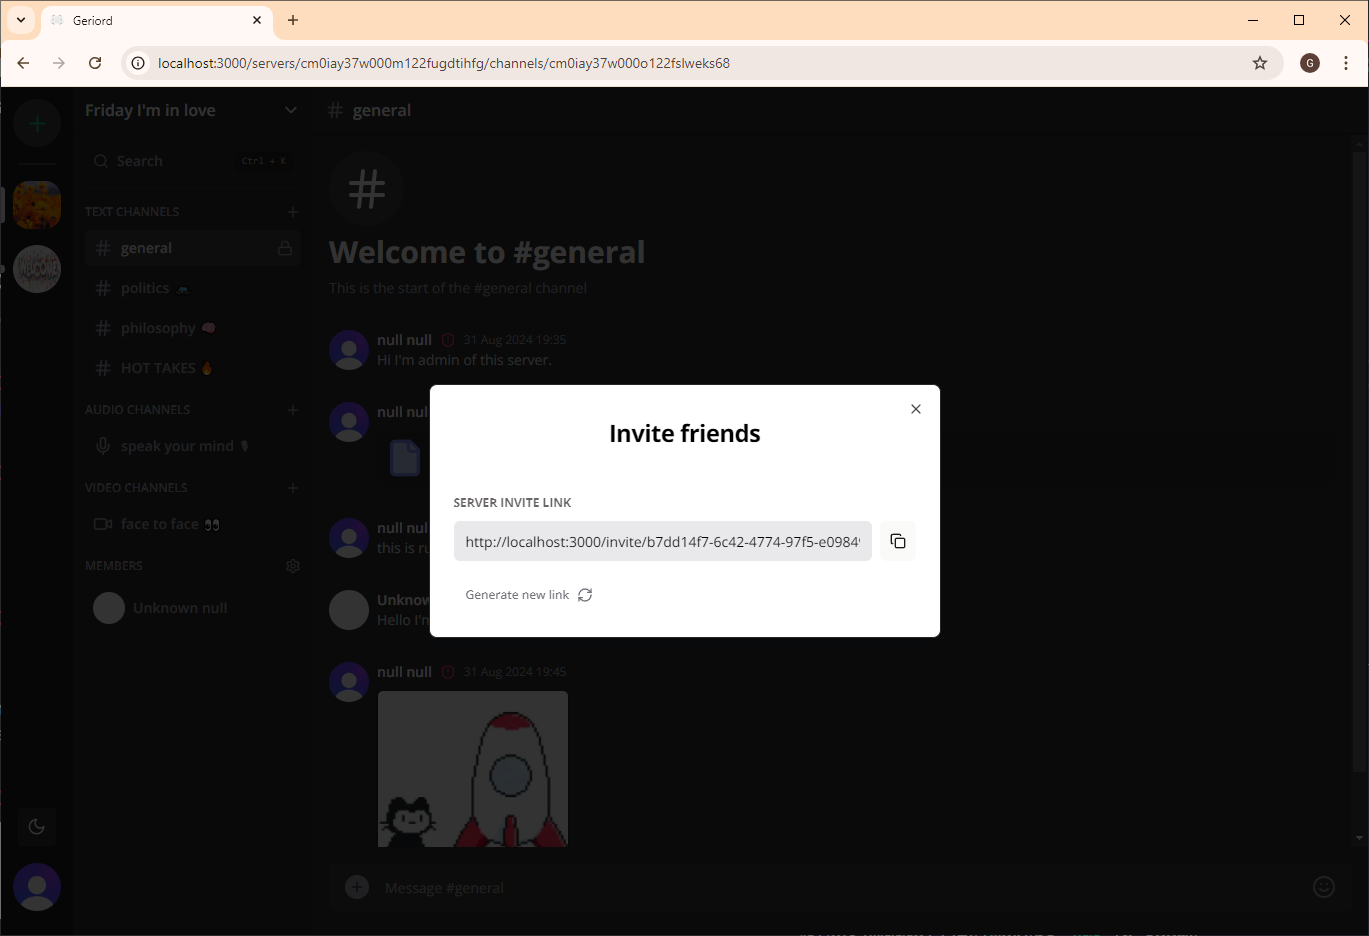 Geriord
localhost:3000/servers/cm0iay37w000m122fugdtihfg/channels/cm0iay37w000o122fslweks68
G
Friday I'm in love
# general
Search
Ctrl + K
WELCOME
TEXT CHANNELS
# general
# politics
# philosophy
# HOT TAKES
AUDIO CHANNELS
speak your mind
VIDEO CHANNELS
face to face
MEMBERS
Unknown null
#
Welcome to #general
This is the start of the #general channel
null null 31 Aug 2024 19:35
Hi I'm admin of this server.
null nul
null nul
this is ru
Unknow
Hello I'm
null null 31 Aug 2024 19:45
Message #general
Invite friends
SERVER INVITE LINK
http://localhost:3000/invite/b7dd14f7-6c42-4774-97f5-e0984
Generate new link